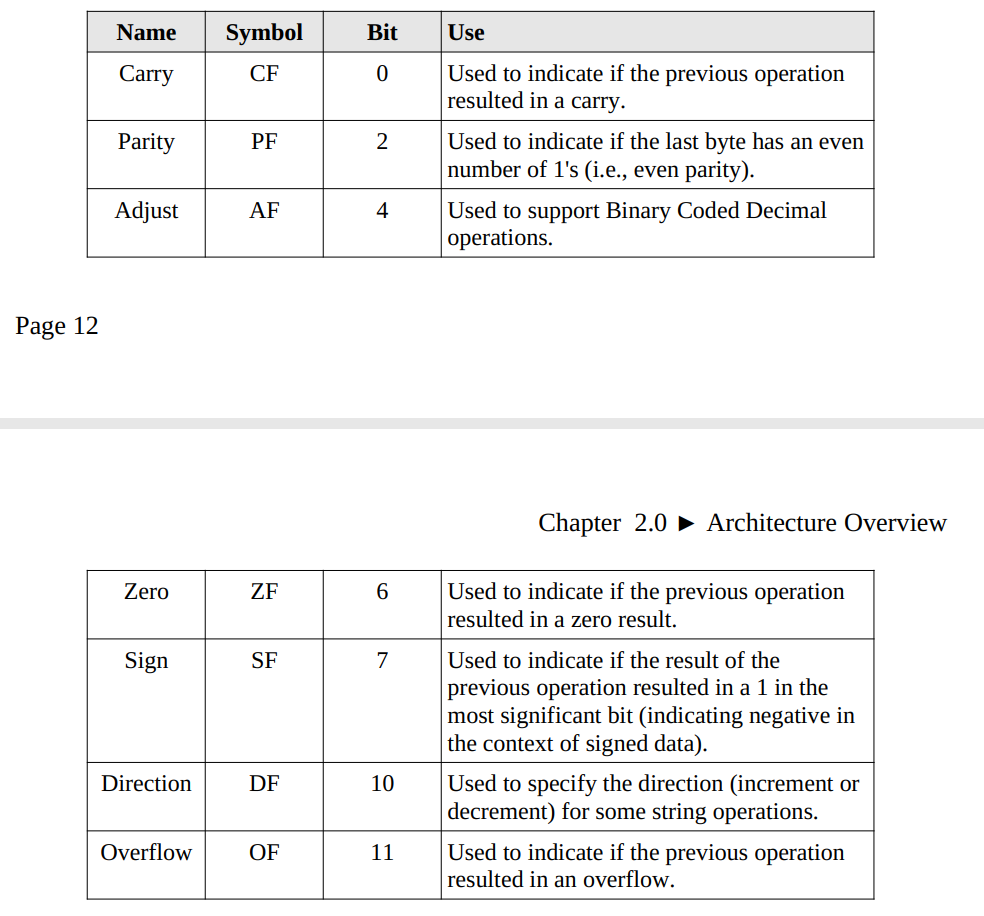 Name Symbol Bit Use
Carry CF 0 Used to indicate if the previous operation
resulted in a carry.
Parity PF 2 Used to indicate if the last byte has an even
number of 1's (i.e., even parity).
Adjust AF 4 Used to support Binary Coded Decimal
operations.
Page 12
Chapter 2.0 ► Architecture Overview
Zero ZF 6 Used to indicate if the previous operation
resulted in a zero result.
Sign SF 7 Used to indicate if the result of the
previous operation resulted in a 1 in the
most significant bit (indicating negative in
the context of signed data).
Direction DF 10 Used to specify the direction (increment or
decrement) for some string operations.
Overflow OF 11 Used to indicate if the previous operation
resulted in an overflow.